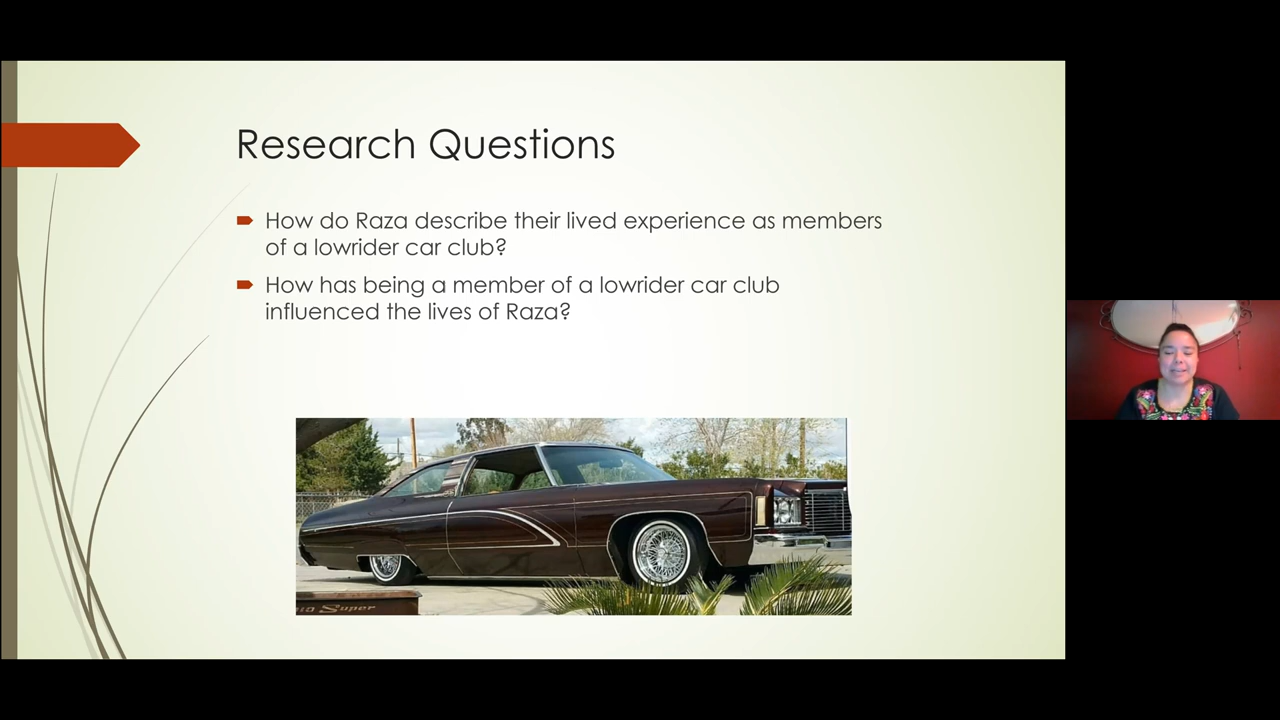 Research Questions
How do Raza describe their lived experience as members
of a lowrider car club?
How has being a member of a lowrider car club
influenced the lives of Raza?
Super